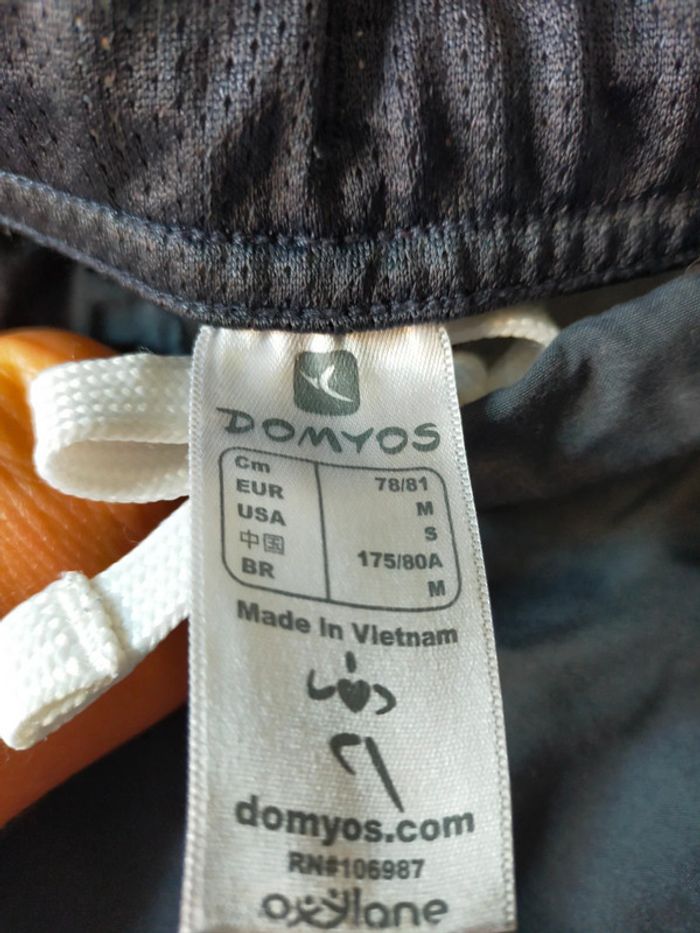 DOMYOS
Cm 78/81
EUR M
USA S
中国 175/80A
BR M
Made In Vietnam
domyos.com
RN#106987
oxylane